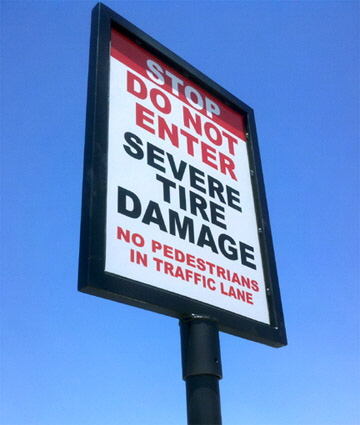 STOP
DO NOT
ENTER
SEVERE
TIRE
DAMAGE
NO PEDESTRIANS
IN TRAFFIC LANE